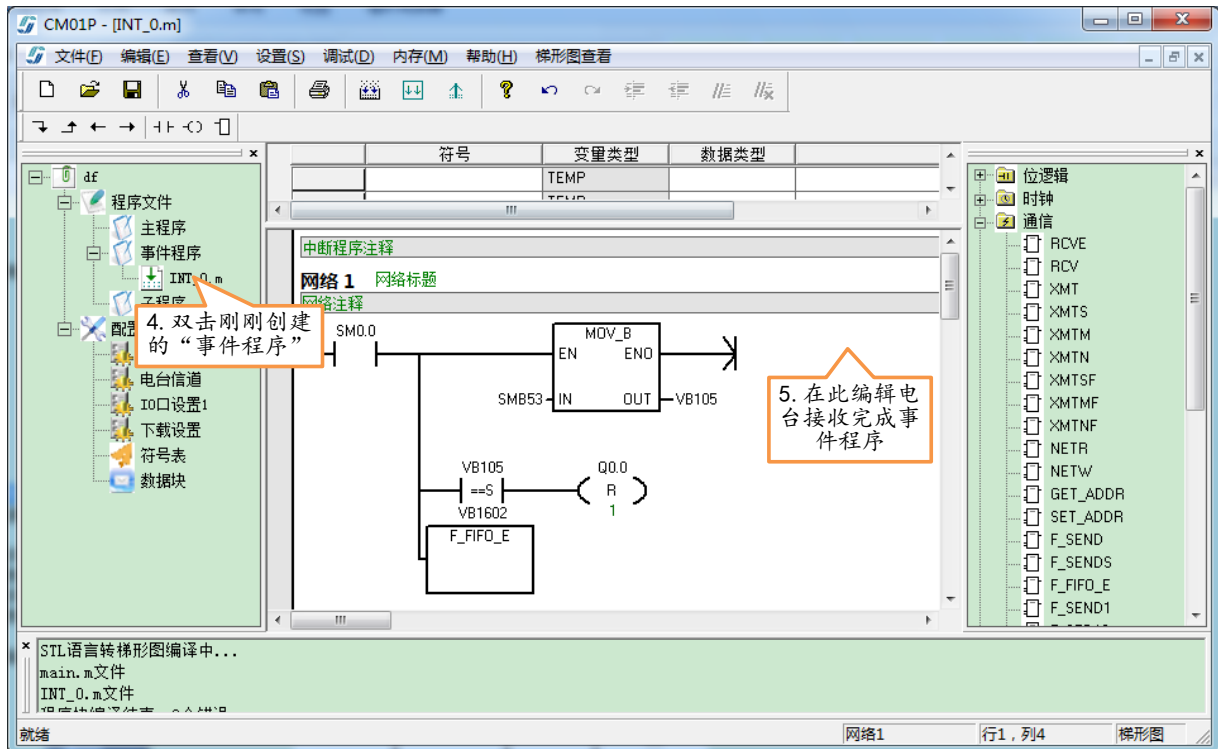 CM01P - [INT_0.m]
文件(F) 编辑(E) 查看(V) 设置(S) 调试(D) 内存(M) 帮助(H) 梯形图查看
符号 变量类型 数据类型
TEMP
df
程序文件
主程序
事件程序
INT_0.m
4. 双击刚刚创建
的“事件程序”
电台信道
IO口设置1
下载设置
符号表
数据块
中断程序注释
网络 1 网络标题
网络注释
SM0.0
MOV_B
EN ENO
SMB53 IN OUT VB105
VB105
==S
VB1602
Q0.0
R
1
F_FIFO_E
5. 在此编辑电
台接收完成事
件程序
位逻辑
时钟
通信
RCVE
RCV
XMT
XMTS
XMTM
XMTN
XMTSF
XMTMF
XMTNF
NETR
NETW
GET_ADDR
SET_ADDR
F_SEND
F_SENDS
F_FIFO_E
F_SEND1
STL语言转梯形图编译中...
main.m文件
INT_0.m文件
就绪
网络1
行1，列4
梯形图